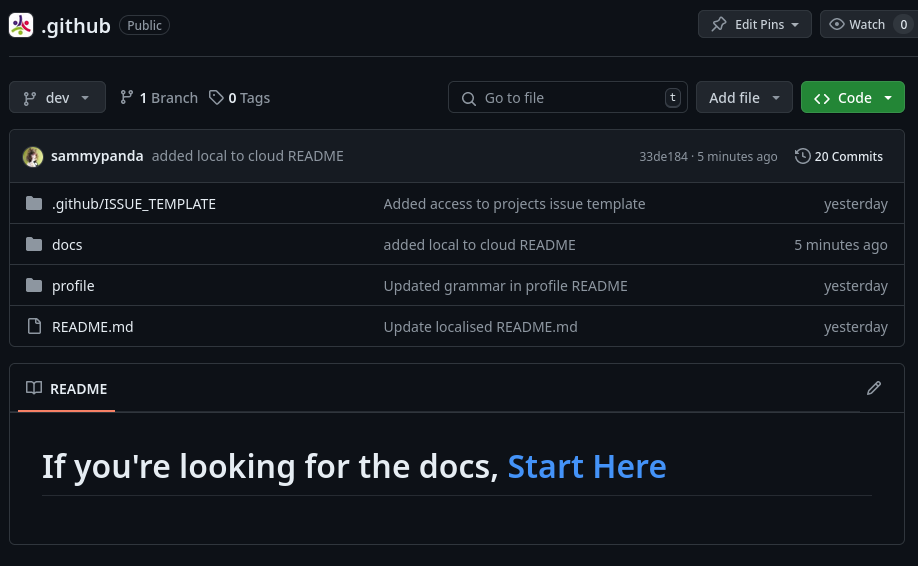 .github Public Edit Pins Watch 0
dev 1 Branch 0 Tags Go to file t Add file Code
sammypanda added local to cloud README 33de184 · 5 minutes ago 20 Commits
.github/ISSUE_TEMPLATE Added access to projects issue template yesterday
docs added local to cloud README 5 minutes ago
profile Updated grammar in profile README yesterday
README.md Update localised README.md yesterday
README
If you're looking for the docs, Start Here